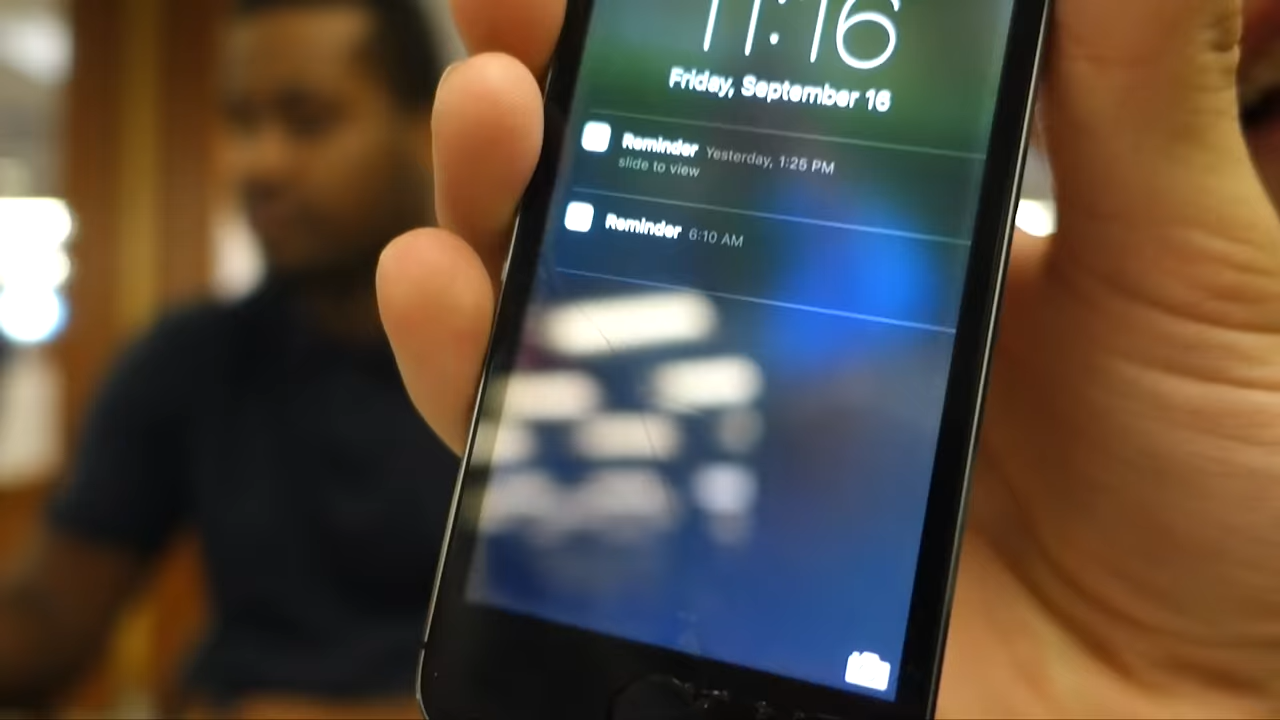 11:16
Friday, September 16
Reminder Yesterday, 1:25 PM
slide to view
Reminder 6:10 AM